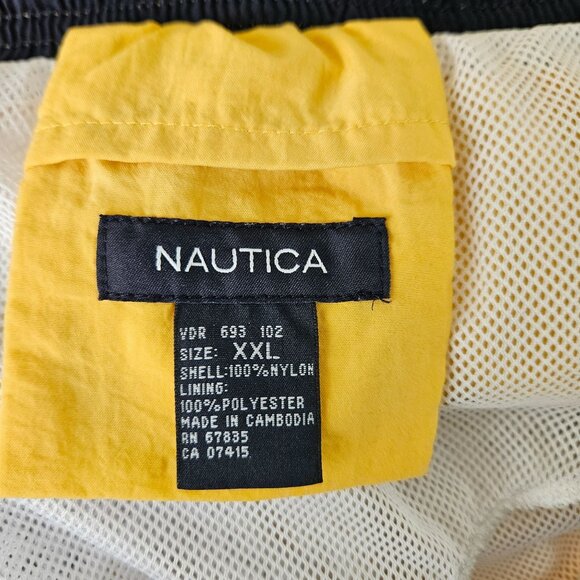 NAUTICA
VDR 693 102
SIZE: XXL
SHELL:100%NYLON
LINING:
100%POLYESTER
MADE IN CAMBODIA
RN 67835
CA 07415